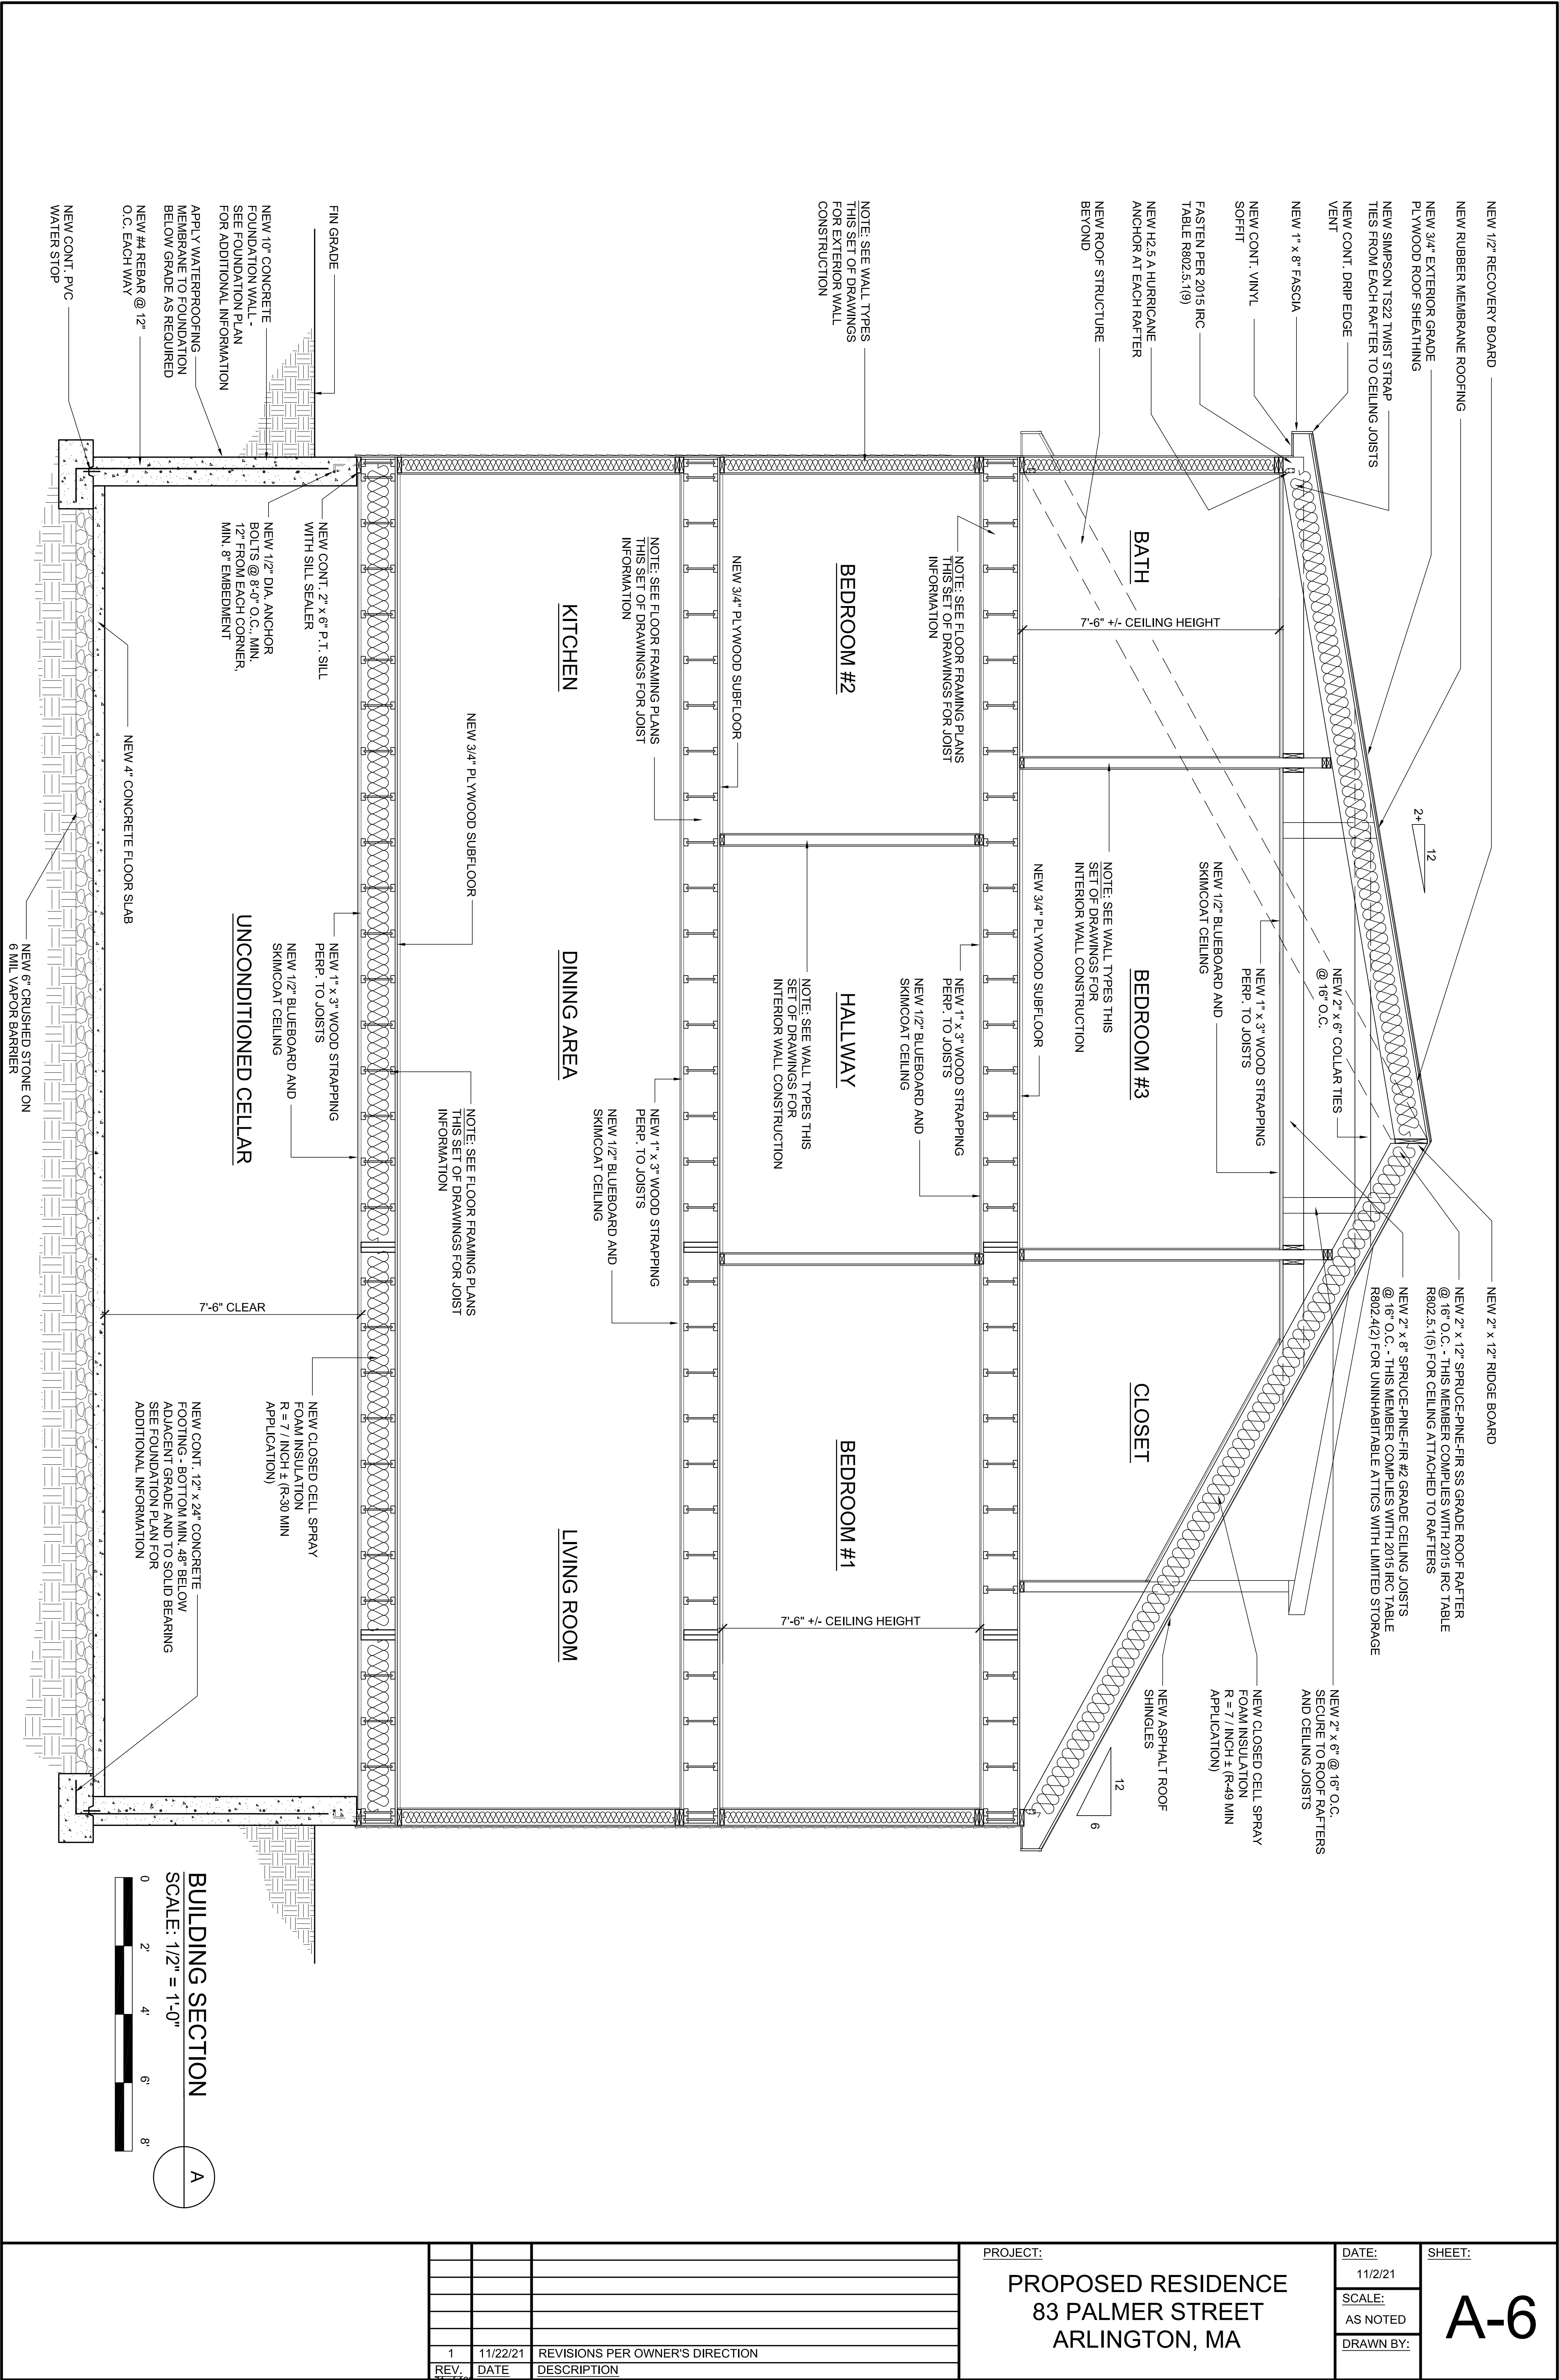 NEW 1/2" RECOVERY BOARD
NEW RUBBER MEMBRANE ROOFING
NEW 3/4" EXTERIOR GRADE
PLYWOOD ROOF SHEATHING
NEW SIMPSON TS22 TWIST STRAP
TIES FROM EACH RAFTER TO CEILING JOISTS
NEW CONT. DRIP EDGE
VENT
NEW 1" x 8" FASCIA
NEW CONT. VINYL
SOFFIT
FASTEN PER 2015 IRC
TABLE R802.5.1(9)
NEW H2.5 A HURRICANE
ANCHOR AT EACH RAFTER
NEW ROOF STRUCTURE
BEYOND
NOTE: SEE WALL TYPES
THIS SET OF DRAWINGS
FOR EXTERIOR WALL
CONSTRUCTION
FIN GRADE
NEW 10" CONCRETE
FOUNDATION WALL -
SEE FOUNDATION PLAN
FOR ADDITIONAL INFORMATION
APPLY WATERPROOFING
MEMBRANE TO FOUNDATION
BELOW GRADE AS REQUIRED
NEW #4 REBAR @ 12"
O.C. EACH WAY
NEW CONT. PVC
WATER STOP
2+
12
NEW 2" x 6" COLLAR TIES
@ 16" O.C.
NEW 1" x 3" WOOD STRAPPING
PERP. TO JOISTS
NEW 1/2" BLUEBOARD AND
SKIMCOAT CEILING
BATH
7'-6" +/- CEILING HEIGHT
BEDROOM #3
CLOSET
NOTE: SEE WALL TYPES THIS
SET OF DRAWINGS FOR
INTERIOR WALL CONSTRUCTION
NEW 3/4" PLYWOOD SUBFLOOR
NEW 2" x 12" RIDGE BOARD
NEW 2" x 12" SPRUCE-PINE-FIR SS GRADE ROOF RAFTER
@ 16" O.C. - THIS MEMBER COMPLIES WITH 2015 IRC TABLE
R802.5.1(5) FOR CEILING ATTACHED TO RAFTERS
NEW 2" x 8" SPRUCE-PINE-FIR #2 GRADE CEILING JOISTS
@ 16" O.C. - THIS MEMBER COMPLIES WITH 2015 IRC TABLE
R802.4(2) FOR UNINHABITABLE ATTICS WITH LIMITED STORAGE
NEW 2" x 6" @ 16" O.C.
SECURE TO ROOF RAFTERS
AND CEILING JOISTS
NEW CLOSED CELL SPRAY
FOAM INSULATION
R = 7 / INCH ± (R-49 MIN
APPLICATION)
NEW ASPHALT ROOF
SHINGLES
12
6
NOTE: SEE FLOOR FRAMING PLANS
THIS SET OF DRAWINGS FOR JOIST
INFORMATION
NEW 1" x 3" WOOD STRAPPING
PERP. TO JOISTS
NEW 1/2" BLUEBOARD AND
SKIMCOAT CEILING
BEDROOM #2
HALLWAY
BEDROOM #1
7'-6" +/- CEILING HEIGHT
NOTE: SEE WALL TYPES THIS
SET OF DRAWINGS FOR
INTERIOR WALL CONSTRUCTION
NEW 3/4" PLYWOOD SUBFLOOR
NOTE: SEE FLOOR FRAMING PLANS
THIS SET OF DRAWINGS FOR JOIST
INFORMATION
NEW 1" x 3" WOOD STRAPPING
PERP. TO JOISTS
NEW 1/2" BLUEBOARD AND
SKIMCOAT CEILING
KITCHEN
DINING AREA
LIVING ROOM
NEW 3/4" PLYWOOD SUBFLOOR
NOTE: SEE FLOOR FRAMING PLANS
THIS SET OF DRAWINGS FOR JOIST
INFORMATION
NEW CONT. 2" x 6" P.T. SILL
WITH SILL SEALER
NEW 1/2" DIA. ANCHOR
BOLTS @ 8'-0" O.C., MIN.
12" FROM EACH CORNER,
MIN. 8" EMBEDMENT
NEW 1" x 3" WOOD STRAPPING
PERP. TO JOISTS
NEW 1/2" BLUEBOARD AND
SKIMCOAT CEILING
UNCONDITIONED CELLAR
7'-6" CLEAR
NEW CLOSED CELL SPRAY
FOAM INSULATION
R = 7 / INCH ± (R-30 MIN
APPLICATION)
NEW CONT. 12" x 24" CONCRETE
FOOTING - BOTTOM MIN. 48" BELOW
ADJACENT GRADE AND TO SOLID BEARING
SEE FOUNDATION PLAN FOR
ADDITIONAL INFORMATION
NEW 4" CONCRETE FLOOR SLAB
NEW 6" CRUSHED STONE ON
6 MIL VAPOR BARRIER
BUILDING SECTION
SCALE: 1/2" = 1'-0"
A
0 2' 4' 6' 8'
1 11/22/21 REVISIONS PER OWNER'S DIRECTION
REV. DATE DESCRIPTION
PROJECT:
PROPOSED RESIDENCE
83 PALMER STREET
ARLINGTON, MA
DATE:
11/2/21
SCALE:
AS NOTED
DRAWN BY:
SHEET:
A-6